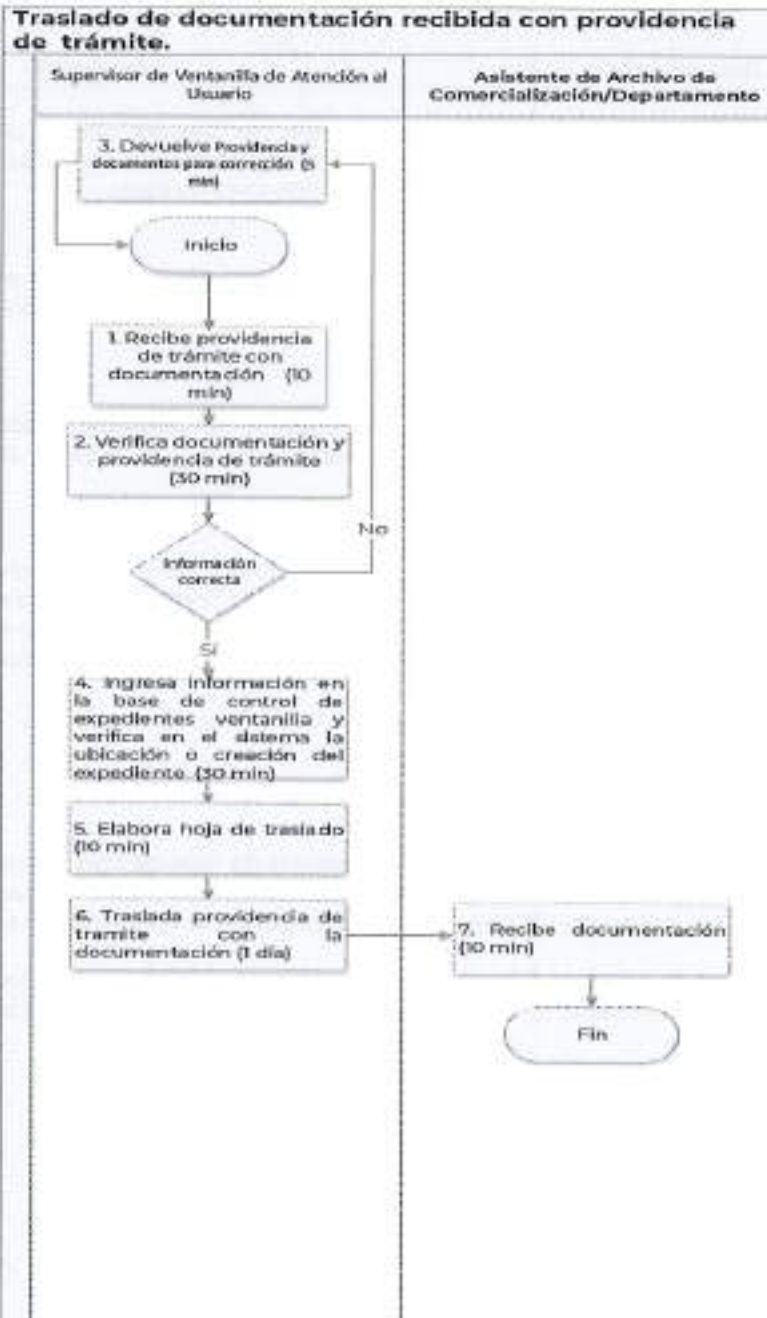 Traslado de documentación recibida con providencia
de trámite.
Supervisor de Ventanilla de Atención al
Usuario
Asistente de Archivo de
Comercialización/Departamento
3. Devuelve Providencia y
documentos para corrección (5
min)
Inicio
1. Recibe providencia
de trámite con
documentación (10
min)
2. Verifica documentación y
providencia de trámite
(30 min)
No
Información
correcta
Sí
4. Ingresa información en
la base de control de
expedientes ventanilla y
verifica en el sistema la
ubicación o creación del
expediente (30 min)
5. Elabora hoja de traslado
(10 min)
6. Traslada providencia de
tramite con la
documentación (1 día)
7. Recibe documentación
(10 min)
Fin